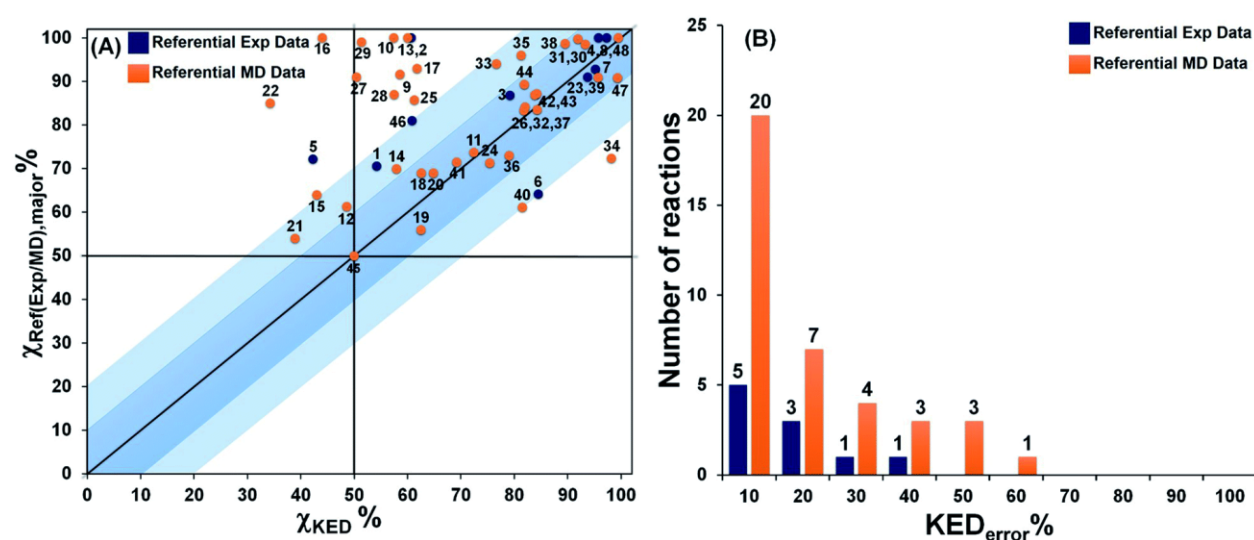 (A)
Referential Exp Data
Referential MD Data
χRef(Exp/MD),major%
100
90
80
70
60
50
40
30
20
10
0
0 10 20 30 40 50 60 70 80 90 100
χKED %
16 29 10 13,2 35 38 31,30 4,8,48
27 28 9 17 25 33 44 7
22 46 3 42,43 23,39 47
26,32,37
5 1 14 11 24 34
18 20 41 36
15 12 19 40 6
21
45
(B)
Referential Exp Data
Referential MD Data
Number of reactions
25
20
15
10
5
0
5 20
3 7
1 4
1 3
3
1
10 20 30 40 50 60 70 80 90 100
KEDerror%